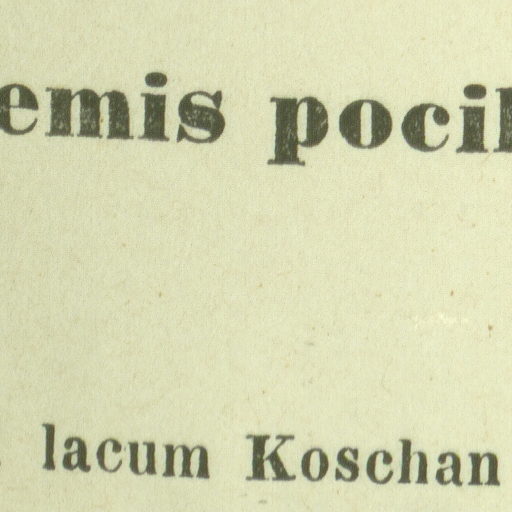 emis pocil
. lacum Koschan